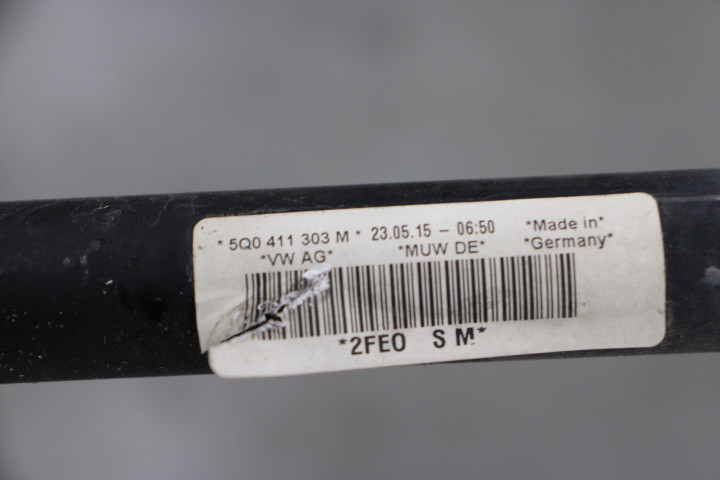 * 5Q0 411 303 M * 23.05.15 – 06:50 *Made in*
*VW AG* *MUW DE* *Germany*
*2FE0 S M*